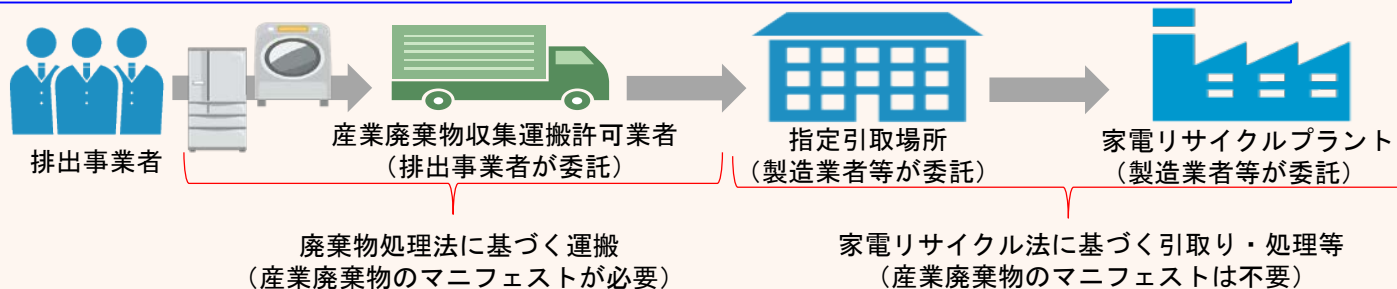 排出事業者
産業廃棄物収集運搬許可業者
（排出事業者が委託）
指定引取場所
（製造業者等が委託）
家電リサイクルプラント
（製造業者等が委託）
廃棄物処理法に基づく運搬
（産業廃棄物のマニフェストが必要）
家電リサイクル法に基づく引取り・処理等
（産業廃棄物のマニフェストは不要）